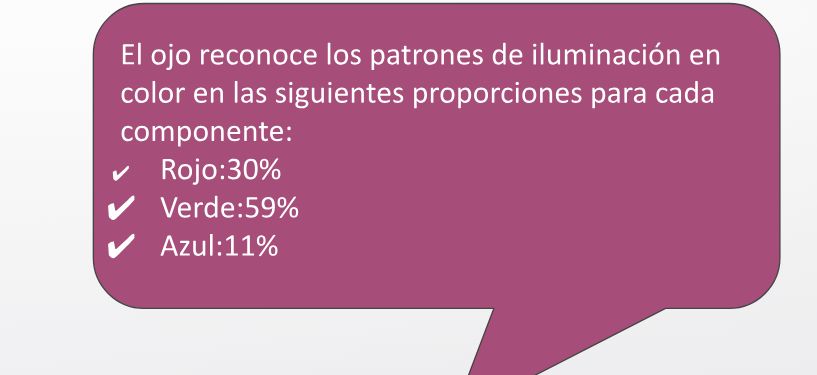 El ojo reconoce los patrones de iluminación en
color en las siguientes proporciones para cada
componente:
✔ Rojo:30%
✔ Verde:59%
✔ Azul:11%